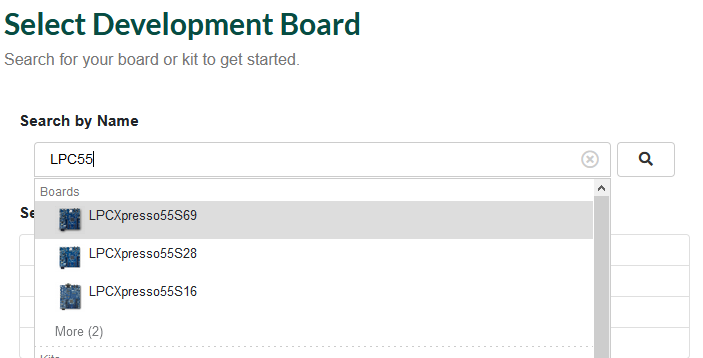 Select Development Board
Search for your board or kit to get started.
Search by Name
LPC55
Boards
Se
LPCXpresso55S69
LPCXpresso55S28
LPCXpresso55S16
More (2)
Kits